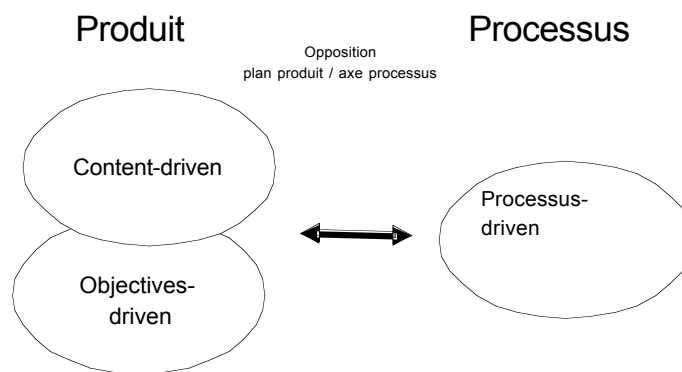 Produit
Processus
Opposition
plan produit / axe processus
Content-driven
Processus-
driven
Objectives-
driven